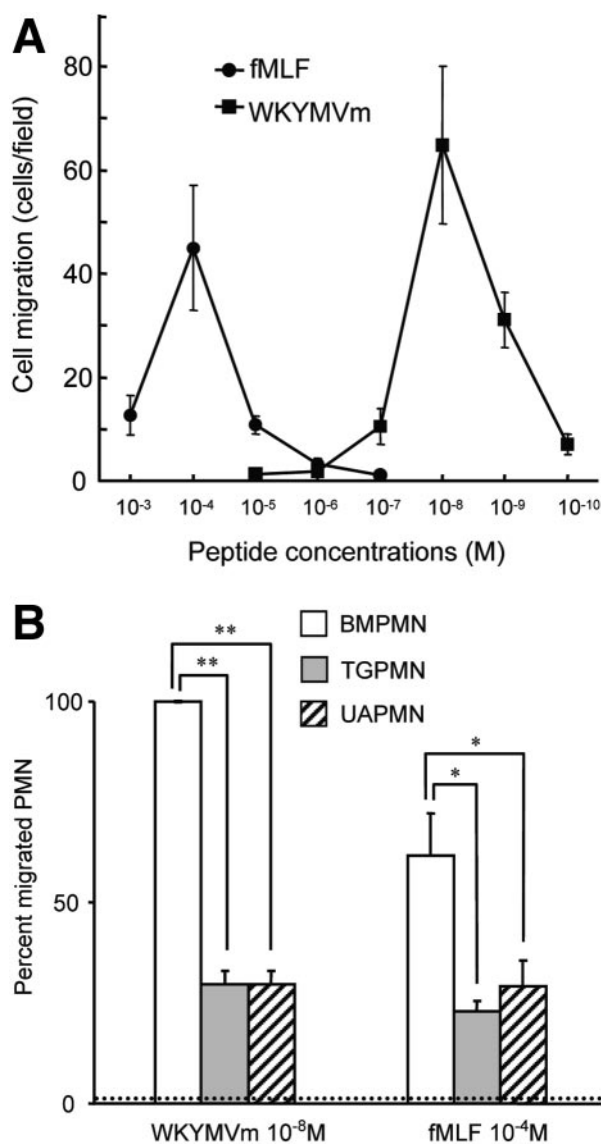 A
fMLF
WKYMVm
Cell migration (cells/field)
80
60
40
20
0
10-3 10-4 10-5 10-6 10-7 10-8 10-9 10-10
Peptide concentrations (M)
B
BMPMN
TGPMN
UAPMN
**
**
*
*
Percent migrated PMN
100
50
0
WKYMVm 10-8M fMLF 10-4M